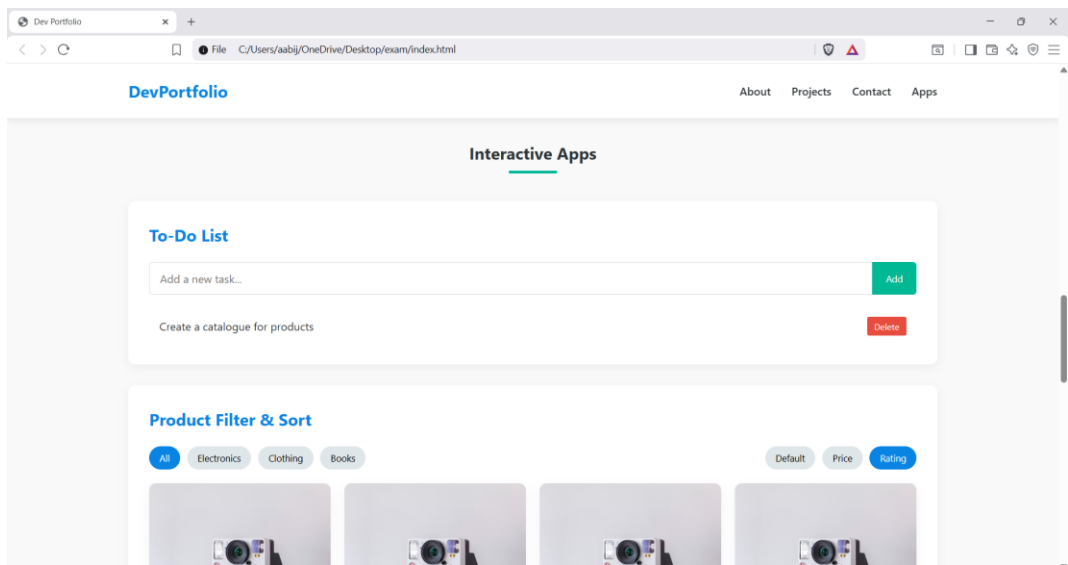 Dev Portfolio
File C:/Users/aabij/OneDrive/Desktop/exam/index.html
DevPortfolio
About Projects Contact Apps
Interactive Apps
To-Do List
Add a new task...
Add
Create a catalogue for products
Delete
Product Filter & Sort
All Electronics Clothing Books Default Price Rating